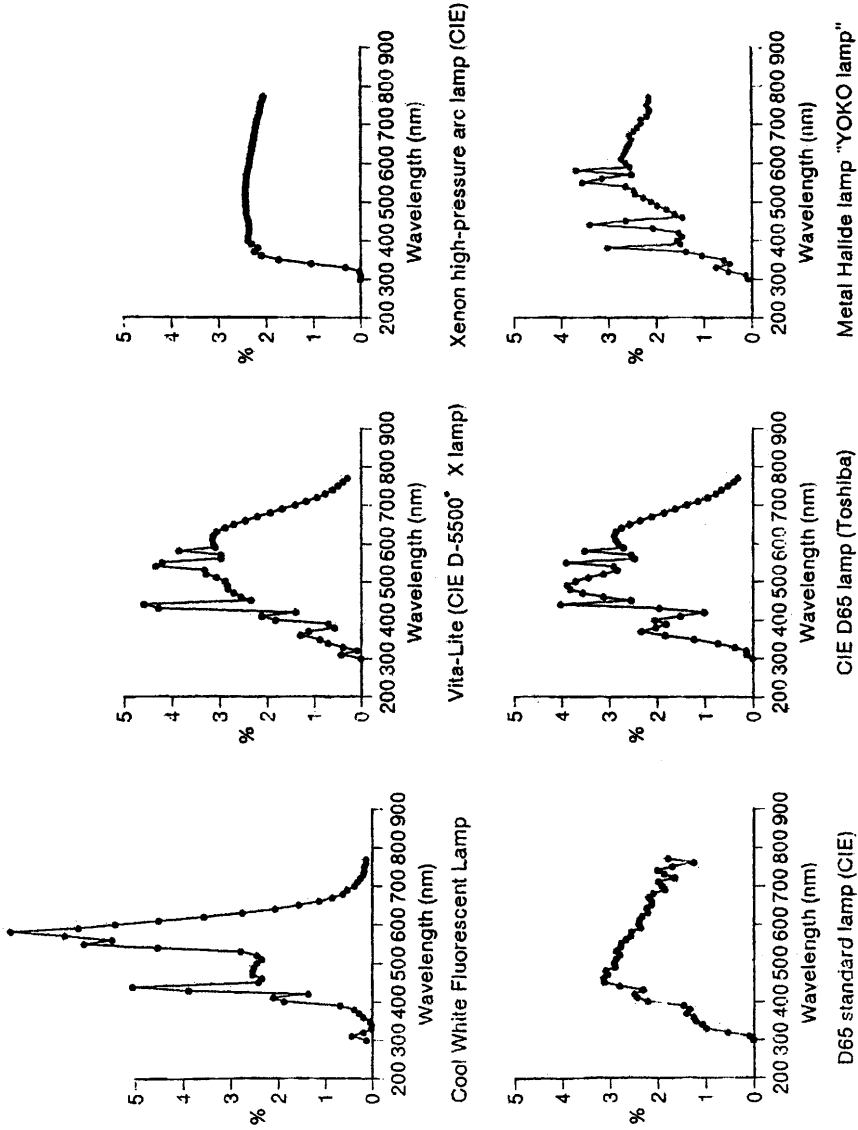 5
4
3
2
1
0
%
200 300 400 500 600 700 800 900
Wavelength (nm)
Cool White Fluorescent Lamp
5
4
3
2
1
0
%
200 300 400 500 600 700 800 900
Wavelength (nm)
Vita-Lite (CIE D-5500° X lamp)
5
4
3
2
1
0
%
200 300 400 500 600 700 800 900
Wavelength (nm)
Xenon high-pressure arc lamp (CIE)
5
4
3
2
1
0
%
200 300 400 500 600 700 800 900
Wavelength (nm)
D65 standard lamp (CIE)
5
4
3
2
1
0
%
200 300 400 500 600 700 800 900
Wavelength (nm)
CIE D65 lamp (Toshiba)
5
4
3
2
1
0
%
200 300 400 500 600 700 800 900
Wavelength (nm)
Metal Halide lamp "YOKO lamp"